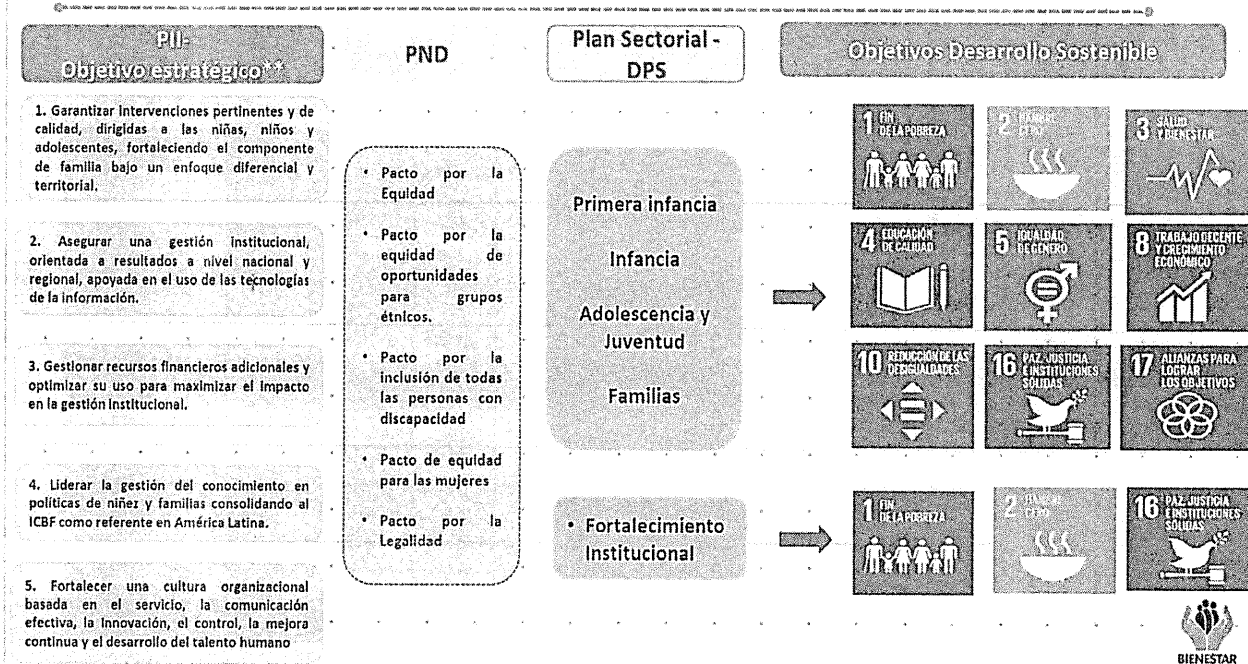 PII-
Objetivo estratégico**
1. Garantizar intervenciones pertinentes y de
calidad, dirigidas a las niñas, niños y
adolescentes, fortaleciendo el componente
de familia bajo un enfoque diferencial y
territorial.
2. Asegurar una gestión institucional,
orientada a resultados a nivel nacional y
regional, apoyada en el uso de las tecnologías
de la información.
3. Gestionar recursos financieros adicionales y
optimizar su uso para maximizar el impacto
en la gestión institucional.
4. Liderar la gestión del conocimiento en
políticas de niñez y familias consolidando al
ICBF como referente en América Latina.
5. Fortalecer una cultura organizacional
basada en el servicio, la comunicación
efectiva, la innovación, el control, la mejora
continua y el desarrollo del talento humano
PND
• Pacto por la
Equidad
• Pacto por la
equidad de
oportunidades
para grupos
étnicos.
• Pacto por la
inclusión de todas
las personas con
discapacidad
• Pacto de equidad
para las mujeres
• Pacto por la
Legalidad
Plan Sectorial -
DPS
Primera infancia
Infancia
Adolescencia y
Juventud
Familias
• Fortalecimiento
Institucional
Objetivos Desarrollo Sostenible
1 FIN
DE LA POBREZA
2 HAMBRE
CERO
3 SALUD
Y BIENESTAR
4 EDUCACIÓN
DE CALIDAD
5 IGUALDAD
DE GÉNERO
8 TRABAJO DECENTE
Y CRECIMIENTO
ECONÓMICO
10 REDUCCIÓN DE LAS
DESIGUALDADES
16 PAZ, JUSTICIA
E INSTITUCIONES
SÓLIDAS
17 ALIANZAS PARA
LOGRAR
LOS OBJETIVOS
1 FIN
DE LA POBREZA
2 HAMBRE
CERO
16 PAZ, JUSTICIA
E INSTITUCIONES
SÓLIDAS
BIENESTAR